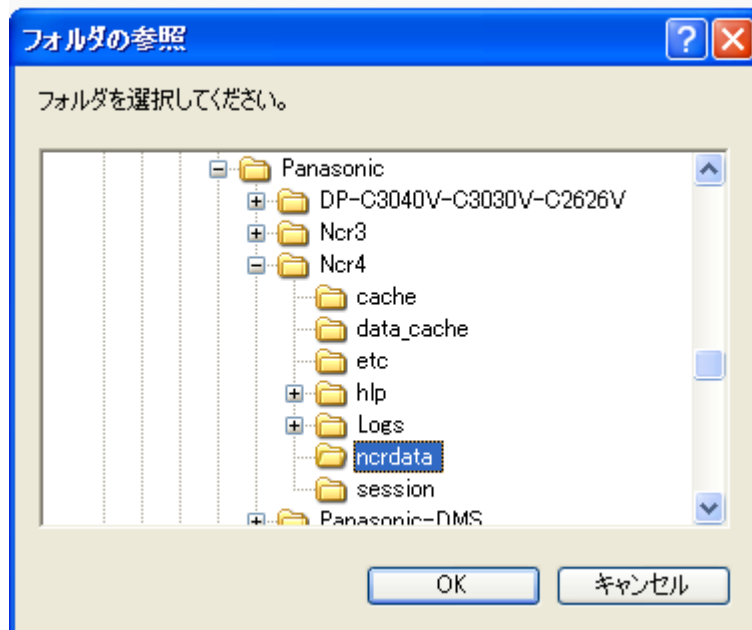 フォルダの参照
フォルダを選択してください。
Panasonic
DP-C3040V-C3030V-C2626V
Ncr3
Ncr4
cache
data_cache
etc
hlp
Logs
ncrdata
session
Panasonic-DMS
OK
キャンセル